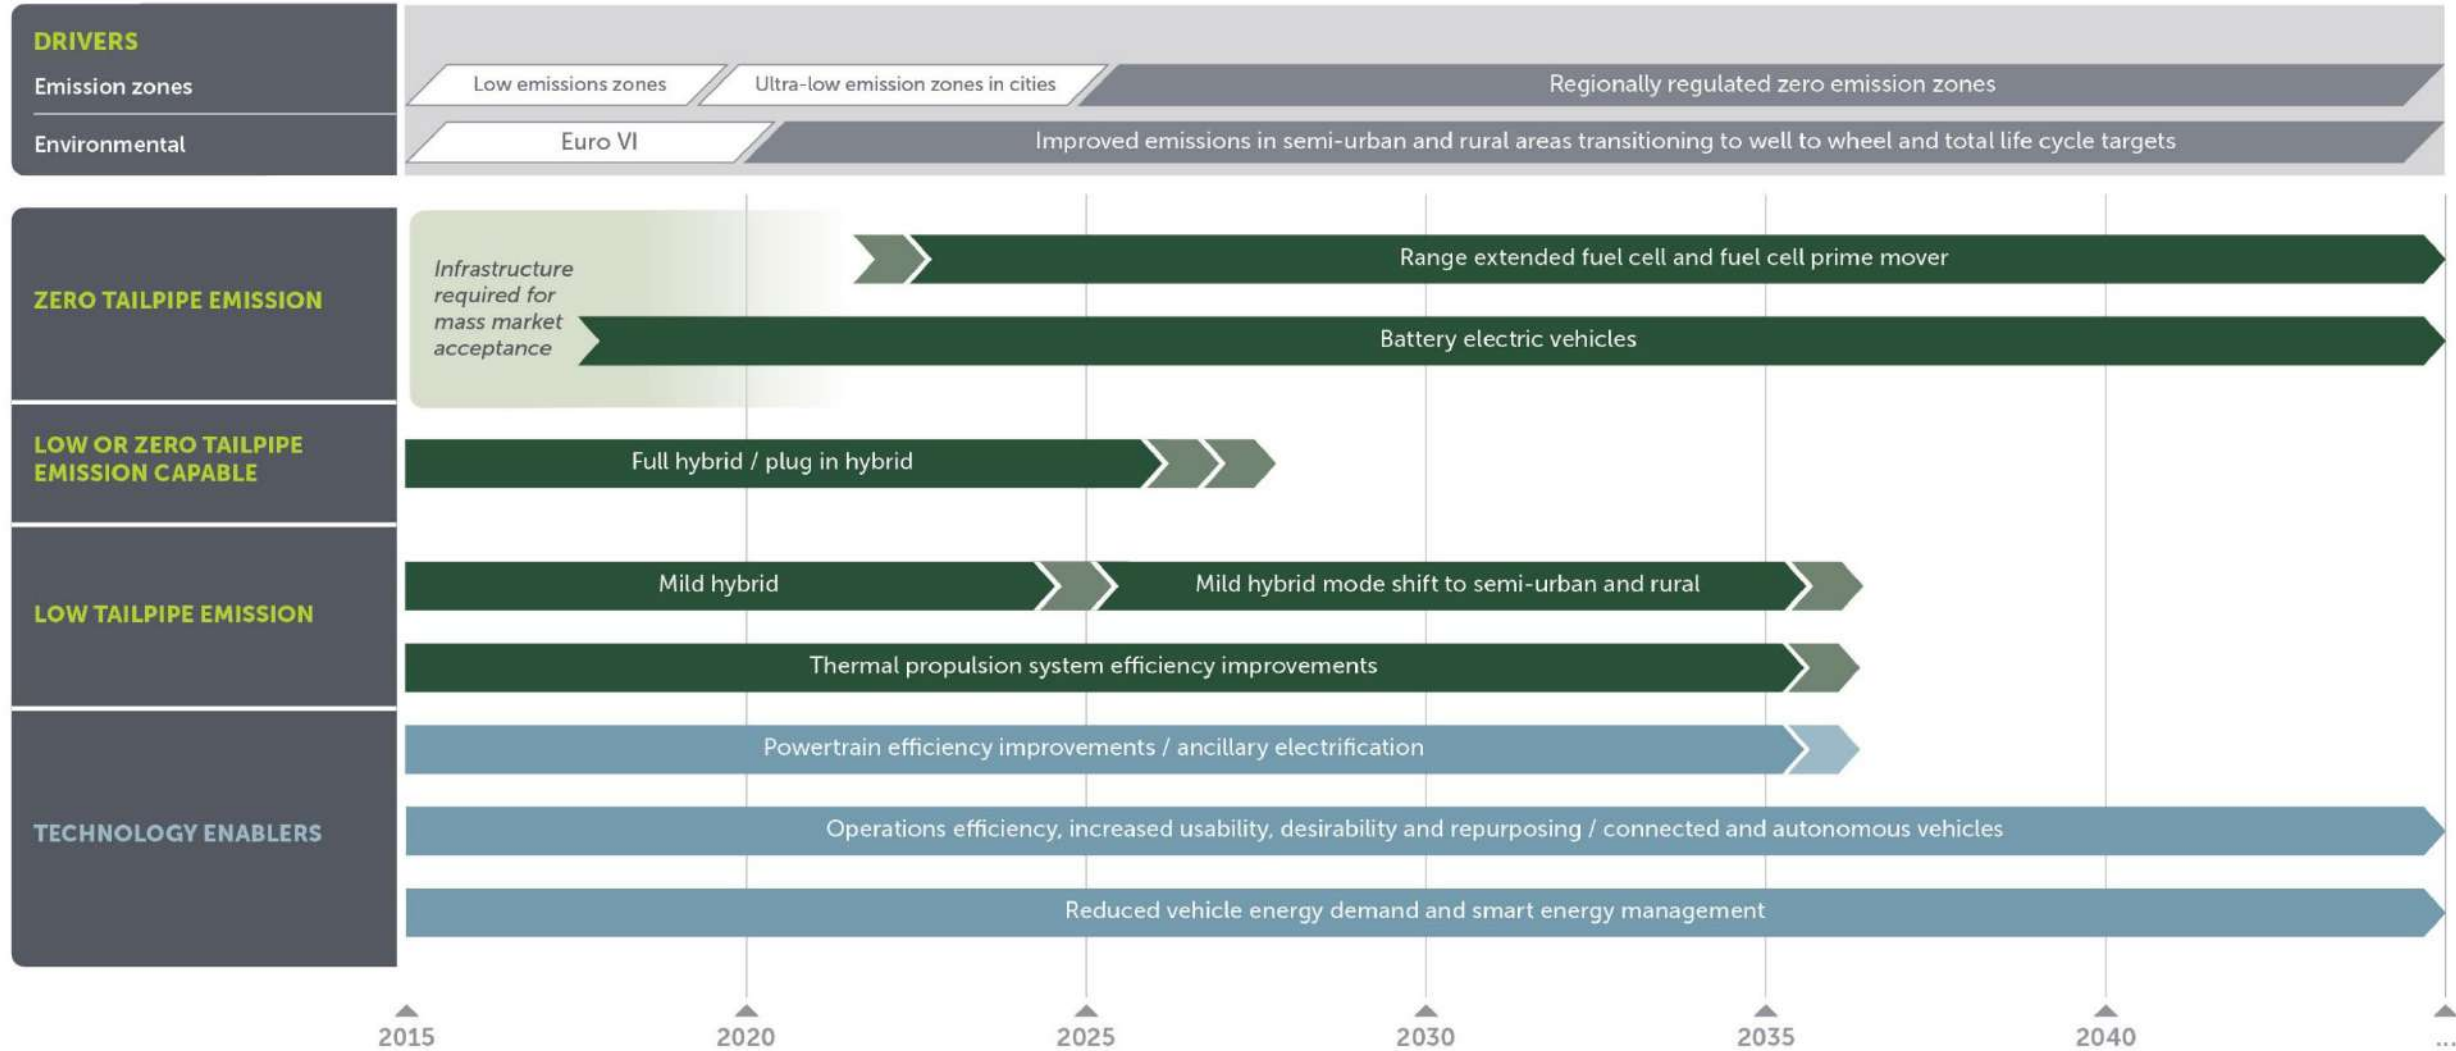 DRIVERS
Emission zones
Low emissions zones
Ultra-low emission zones in cities
Regionally regulated zero emission zones
Environmental
Euro VI
Improved emissions in semi-urban and rural areas transitioning to well to wheel and total life cycle targets
ZERO TAILPIPE EMISSION
Infrastructure
required for
mass market
acceptance
Range extended fuel cell and fuel cell prime mover
Battery electric vehicles
LOW OR ZERO TAILPIPE
EMISSION CAPABLE
Full hybrid / plug in hybrid
LOW TAILPIPE EMISSION
Mild hybrid
Mild hybrid mode shift to semi-urban and rural
Thermal propulsion system efficiency improvements
TECHNOLOGY ENABLERS
Powertrain efficiency improvements / ancillary electrification
Operations efficiency, increased usability, desirability and repurposing / connected and autonomous vehicles
Reduced vehicle energy demand and smart energy management
2015
2020
2025
2030
2035
2040
...